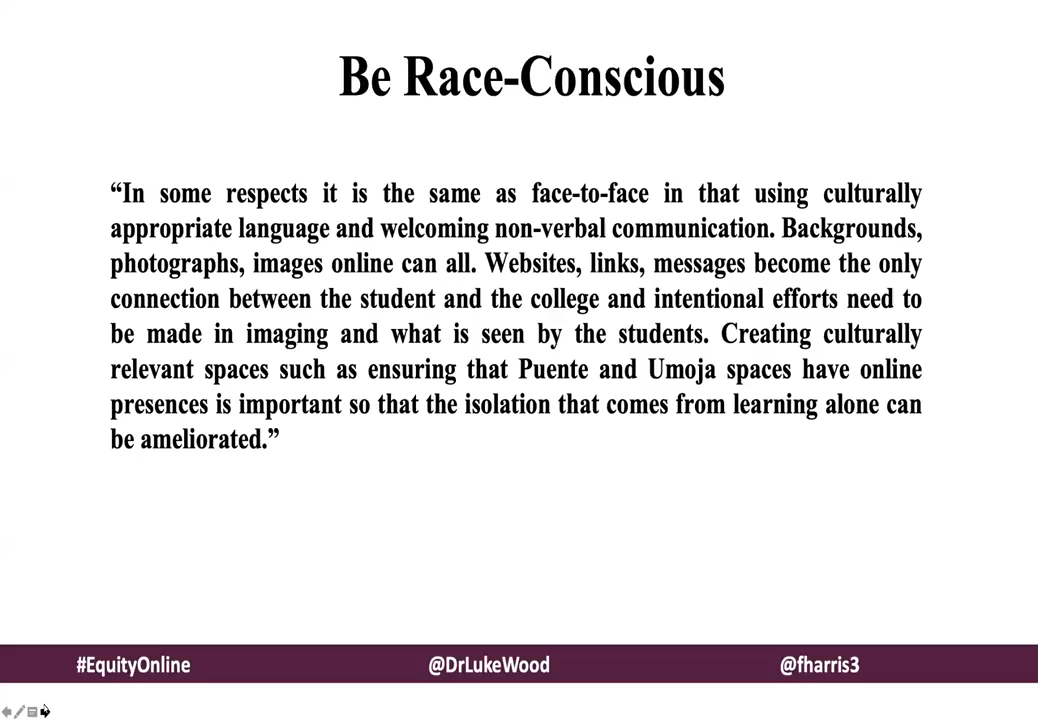 Be Race-Conscious
“In some respects it is the same as face-to-face in that using culturally
appropriate language and welcoming non-verbal communication. Backgrounds,
photographs, images online can all. Websites, links, messages become the only
connection between the student and the college and intentional efforts need to
be made in imaging and what is seen by the students. Creating culturally
relevant spaces such as ensuring that Puente and Umoja spaces have online
presences is important so that the isolation that comes from learning alone can
be ameliorated.”
#EquityOnline @DrLukeWood @fharris3